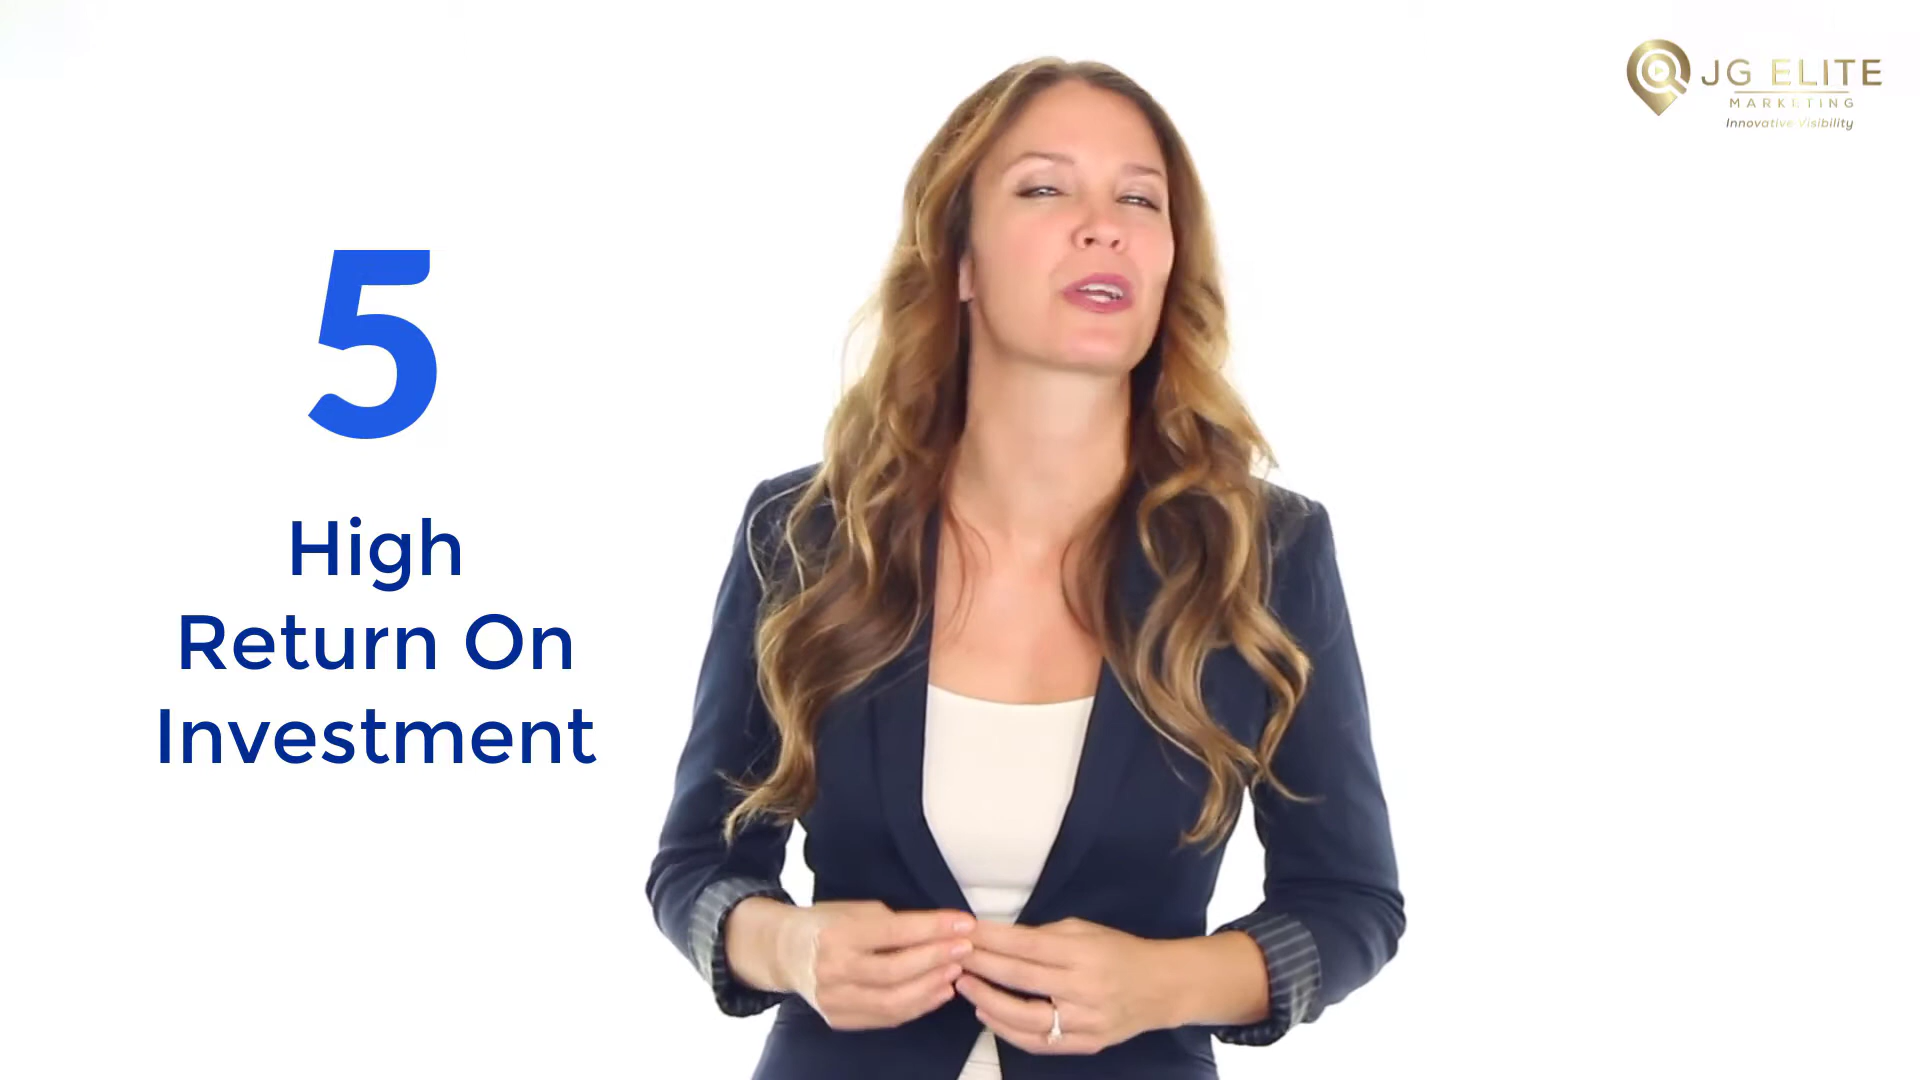 5
High
Return On
Investment
JG ELITE
MARKETING
Innovative Visibility